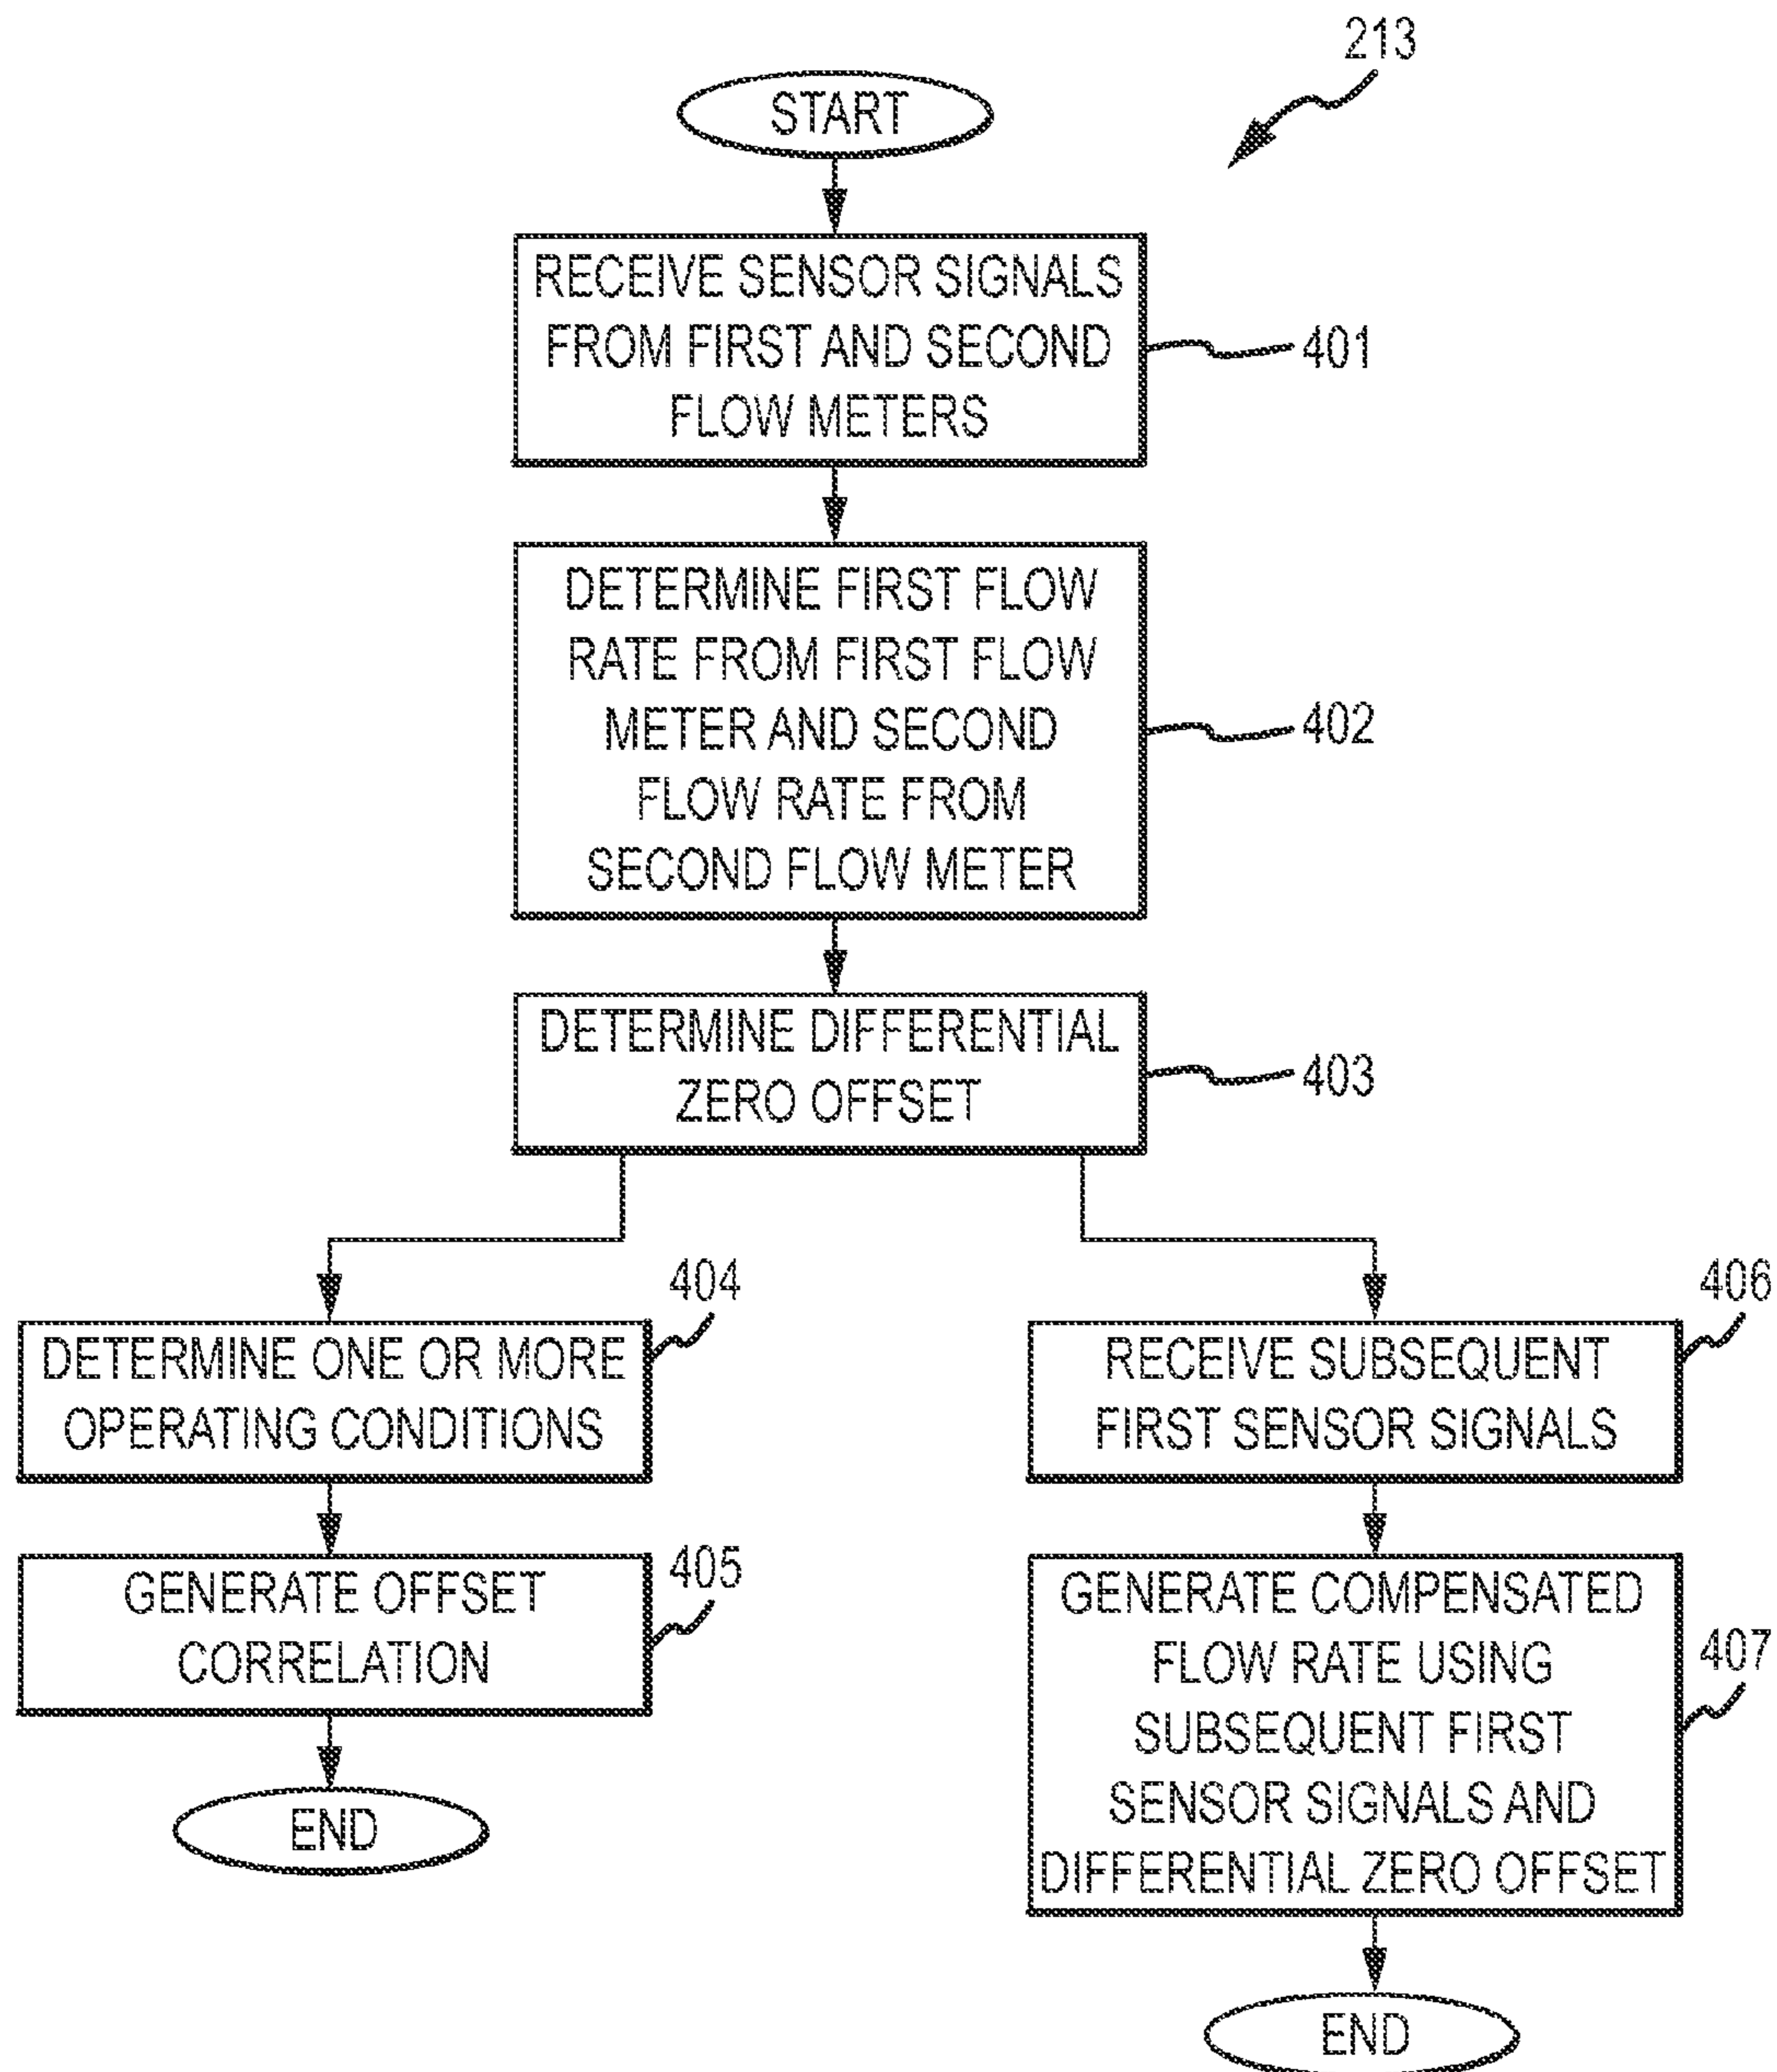 213
START
RECEIVE SENSOR SIGNALS
FROM FIRST AND SECOND
FLOW METERS
401
DETERMINE FIRST FLOW
RATE FROM FIRST FLOW
METER AND SECOND
FLOW RATE FROM
SECOND FLOW METER
402
DETERMINE DIFFERENTIAL
ZERO OFFSET
403
404
DETERMINE ONE OR MORE
OPERATING CONDITIONS
405
GENERATE OFFSET
CORRELATION
END
406
RECEIVE SUBSEQUENT
FIRST SENSOR SIGNALS
407
GENERATE COMPENSATED
FLOW RATE USING
SUBSEQUENT FIRST
SENSOR SIGNALS AND
DIFFERENTIAL ZERO OFFSET
END